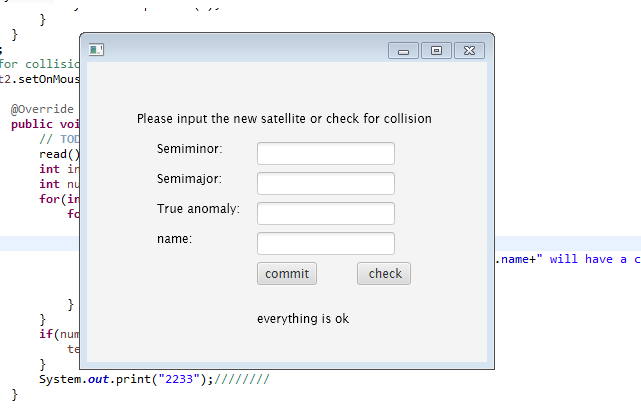 }
}
;
for collisio
t2.setOnMous
@Override
public voi
// TOD
read()
int in
int nu
for(in
fo
Please input the new satellite or check for collision
Semiminor:
Semimajor:
True anomaly:
name:
commit check
everything is ok
.name+" will have a c
}
}
if(num
te
}
System.out.print("2233");////////
}